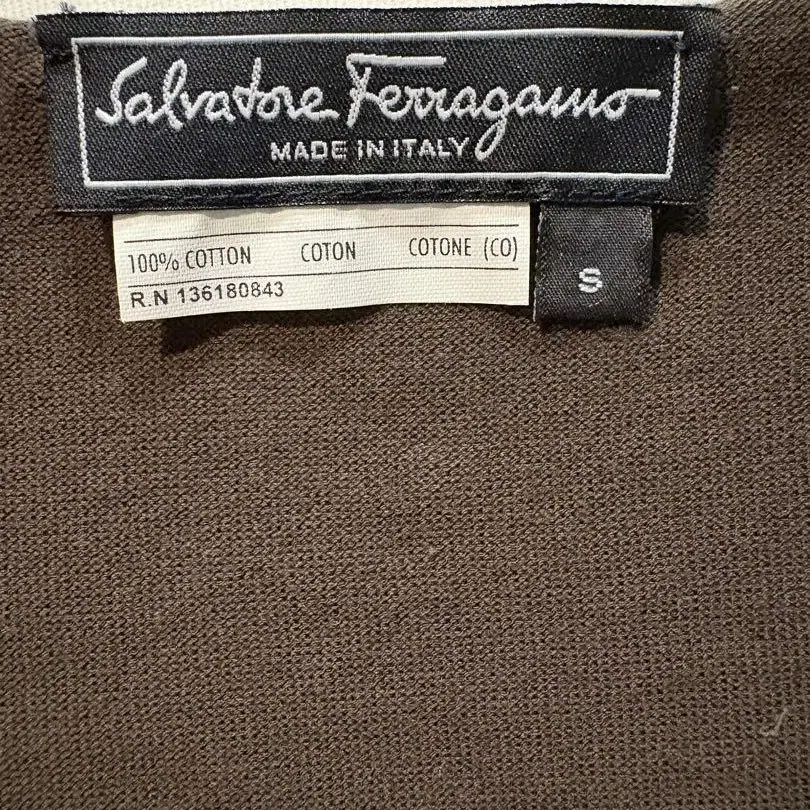 Salvatore Ferragamo
MADE IN ITALY
100% COTTON COTON COTONE (CO)
R.N 136180843
S